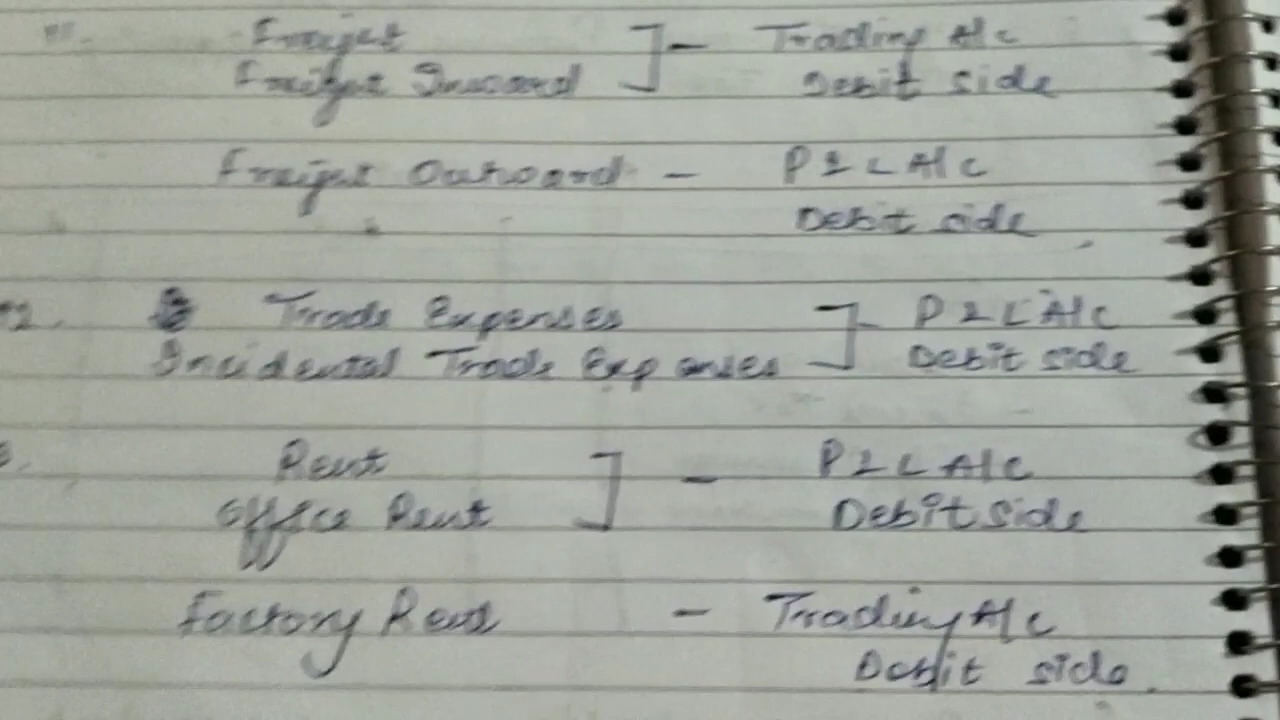 Freight ] - Trading A/c
Freight Inward Debit side
Freight Outward - P & L A/c
Debit side
Trade Expenses ] - P & L A/c
Incidental Trade Expenses Debit side
Rent ] - P & L A/c
Office Rent Debit side
Factory Rent - Trading A/c
Debit side.